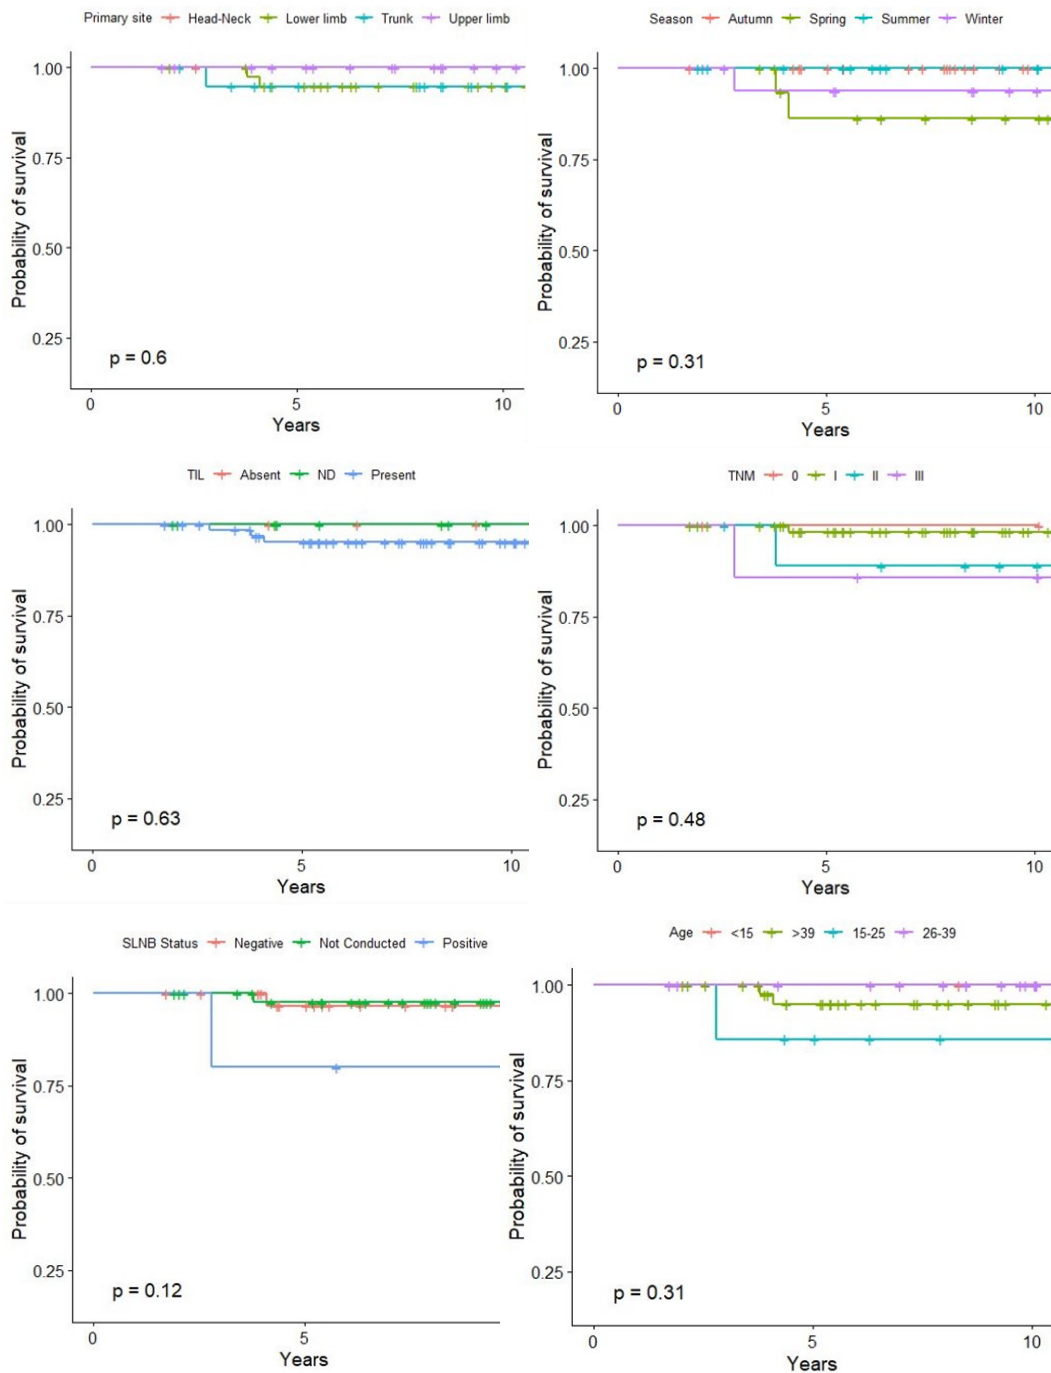 Primary site Head-Neck Lower limb Trunk Upper limb
Probability of survival
1.00
0.75
0.50
0.25
p = 0.6
0 5 10
Years
Season Autumn Spring Summer Winter
Probability of survival
1.00
0.75
0.50
0.25
p = 0.31
0 5 10
Years
TIL Absent ND Present
Probability of survival
1.00
0.75
0.50
0.25
p = 0.63
0 5 10
Years
TNM 0 I II III
Probability of survival
1.00
0.75
0.50
0.25
p = 0.48
0 5 10
Years
SLNB Status Negative Not Conducted Positive
Probability of survival
1.00
0.75
0.50
0.25
p = 0.12
0 5
Years
Age <15 >39 15-25 26-39
Probability of survival
1.00
0.75
0.50
0.25
p = 0.31
0 5 10
Years